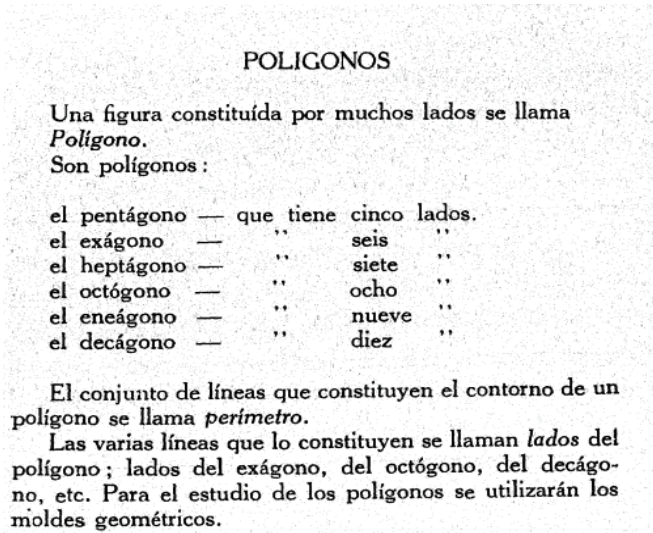 POLIGONOS
Una figura constituída por muchos lados se llama
Polígono.
Son polígonos :
el pentágono — que tiene cinco lados.
el exágono — '' seis ''
el heptágono — '' siete ''
el octógono — '' ocho ''
el eneágono — '' nueve ''
el decágono — '' diez ''
El conjunto de líneas que constituyen el contorno de un
polígono se llama perímetro.
Las varias líneas que lo constituyen se llaman lados del
polígono ; lados del exágono, del octógono, del decágo-
no, etc. Para el estudio de los polígonos se utilizarán los
moldes geométricos.